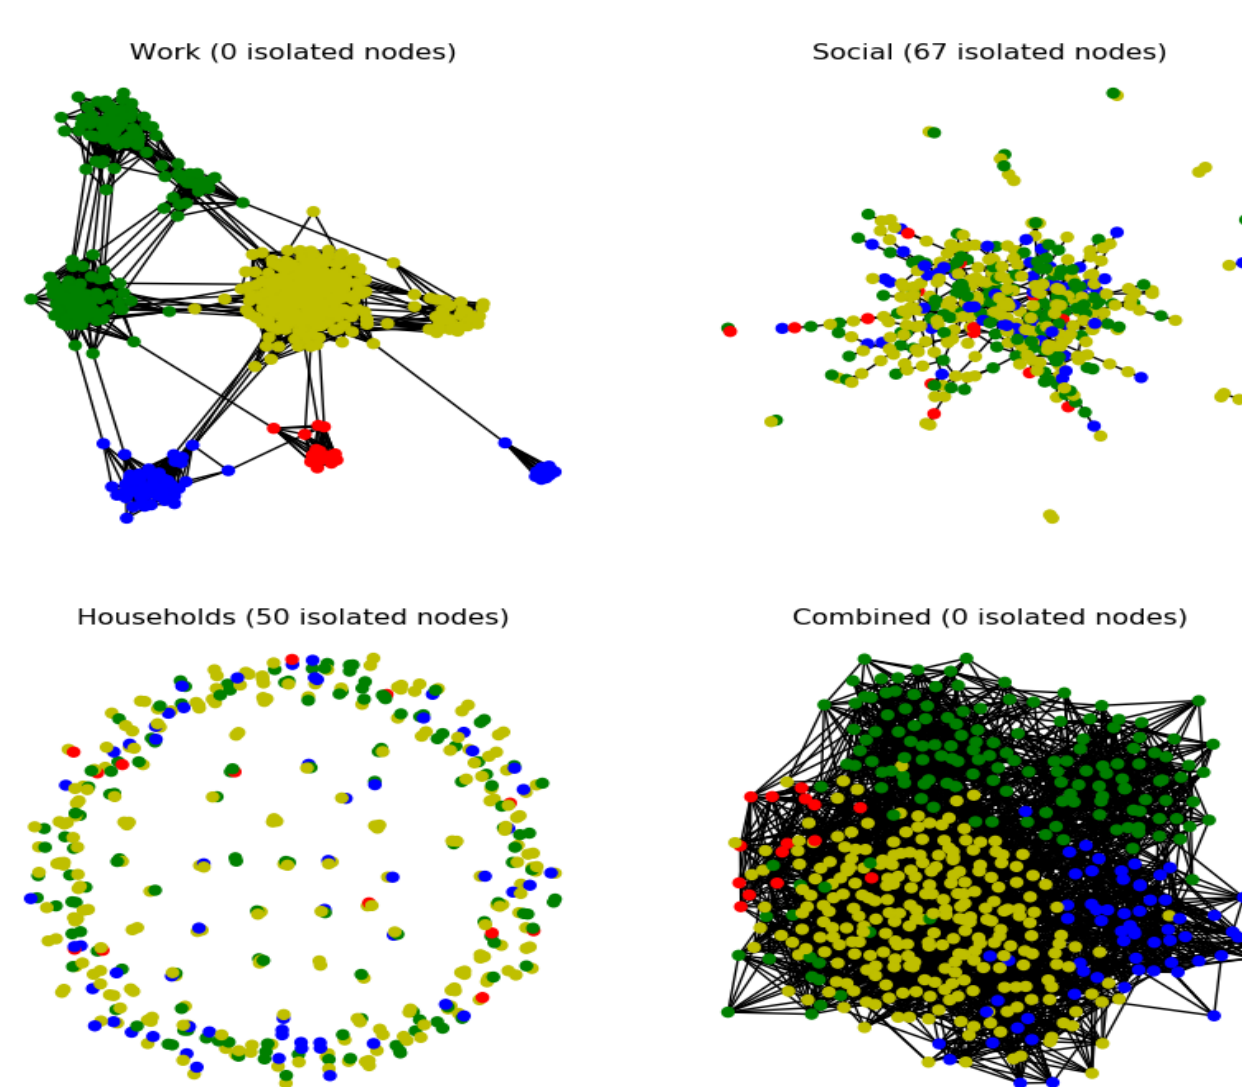 Work (0 isolated nodes)
Social (67 isolated nodes)
Households (50 isolated nodes)
Combined (0 isolated nodes)